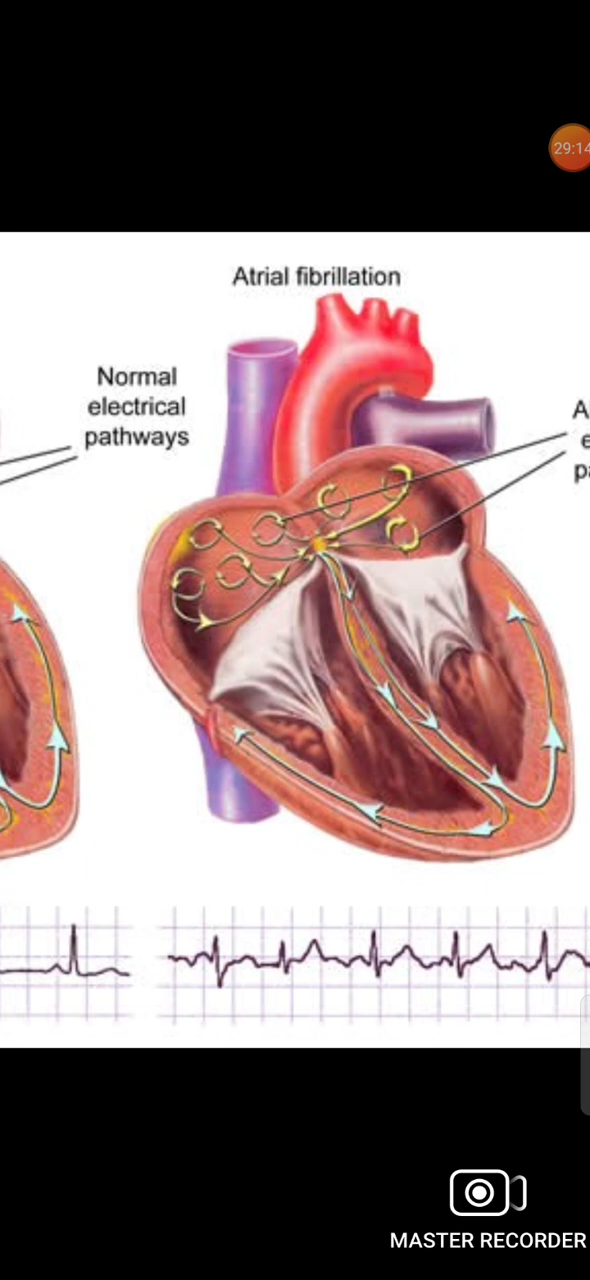 29:14
Atrial fibrillation
Normal
electrical
pathways
MASTER RECORDER